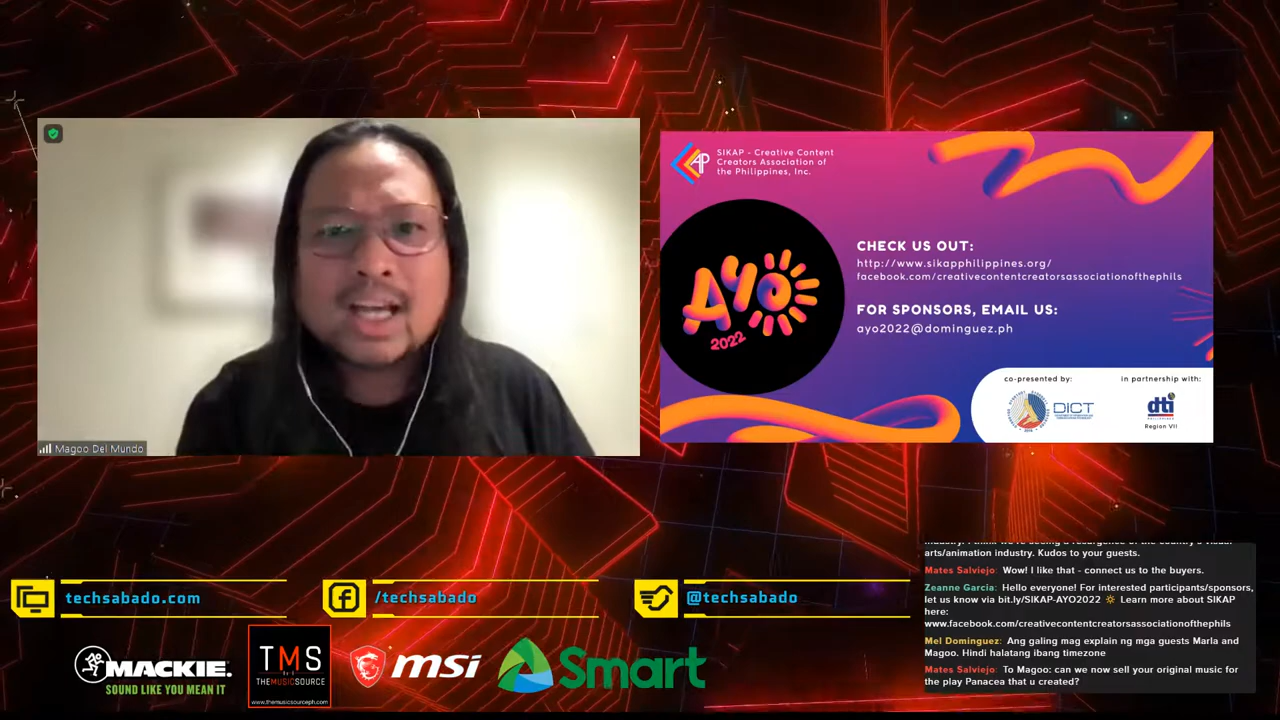 SIKAP - Creative Content
Creators Association of
the Philippines, Inc.
AP
AYO
2022
CHECK US OUT:
http://www.sikapphilippines.org/
facebook.com/creativecontentcreatorsassociationofthephils
FOR SPONSORS, EMAIL US:
ayo2022@dominguez.ph
co-presented by:
in partnership with:
DICT
dti
PHILIPPINES
Region VII
Magoo Del Mundo
arts/animation industry. Kudos to your guests.
Mates Salviejo: Wow! I like that - connect us to the buyers.
Zeanne Garcia: Hello everyone! For interested participants/sponsors,
let us know via bit.ly/SIKAP-AYO2022 🔆 Learn more about SIKAP
here:
www.facebook.com/creativecontentcreatorsassociationofthephils
Mel Dominguez: Ang galing mag explain ng mga guests Marla and
Magoo. Hindi halatang ibang timezone
Mates Salviejo: To Magoo: can we now sell your original music for
the play Panacea that u created?
techsabado.com
/techsabado
@techsabado
MACKIE.
SOUND LIKE YOU MEAN IT
TMS
THEMUSICSOURCE
www.themusicsourceph.com
msi
Smart